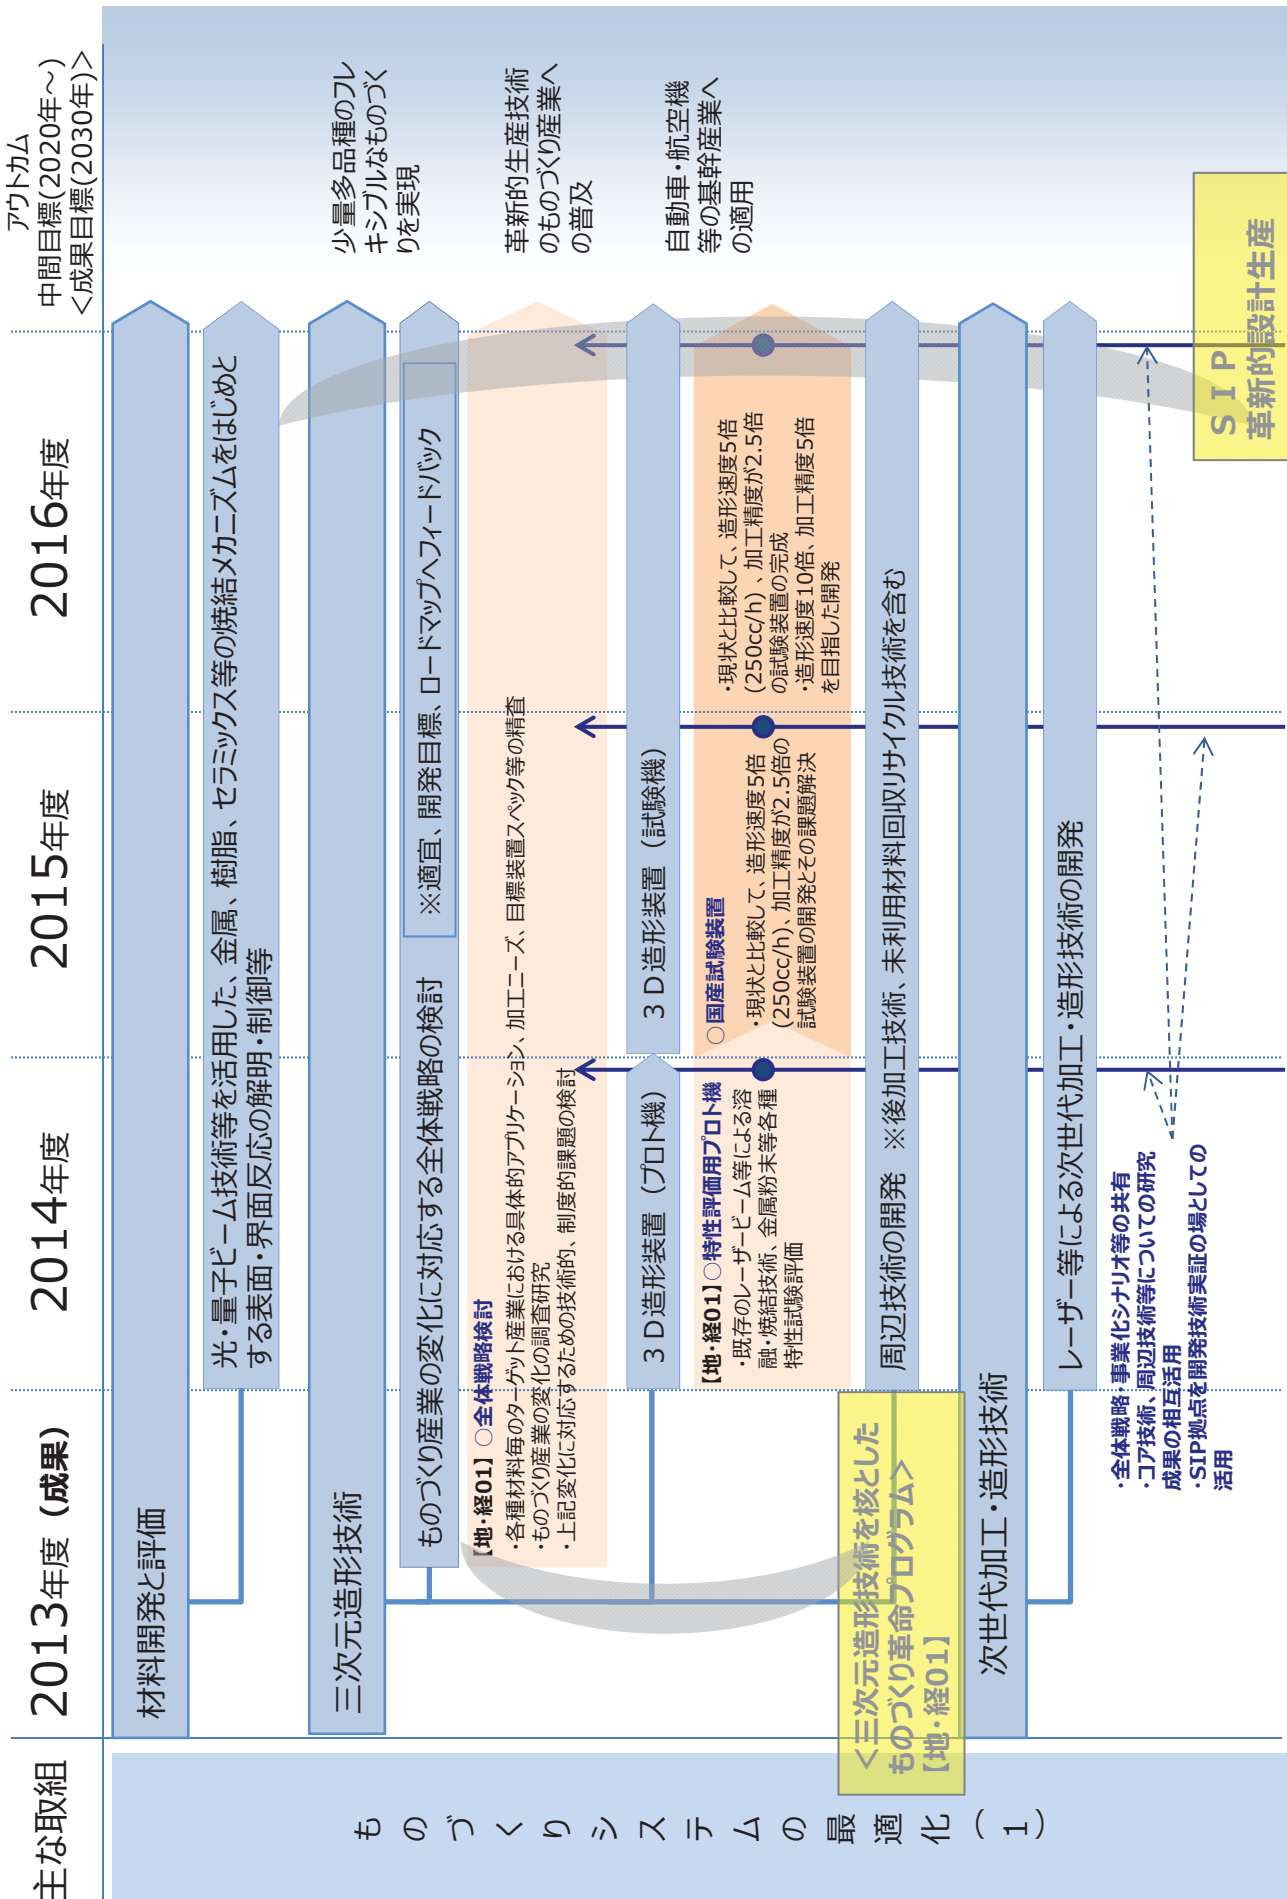 主な取組
2013年度（成果）
2014年度
2015年度
2016年度
アウトカム
中間目標(2020年～)
＜成果目標(2030年)＞
ものづくりシステムの最適化（1）
材料開発と評価
光・量子ビーム技術等を活用した、金属、樹脂、セラミックス等の焼結メカニズムをはじめと
する表面・界面反応の解明・制御等
三次元造形技術
ものづくり産業の変化に対応する全体戦略の検討
※適宜、開発目標、ロードマップへフィードバック
【地・経01】○全体戦略検討
・各種材料毎のターゲット産業における具体的アプリケーション、加工ニーズ、目標装置スペック等の精査
・ものづくり産業の変化の調査研究
・上記変化に対応するための技術的、制度的課題の検討
3D造形装置（プロト機）
3D造形装置（試験機）
【地・経01】○特性評価用プロト機
・既存のレーザービーム等による溶
融・焼結技術、金属粉末等各種
特性試験評価
○国産試験装置
・現状と比較して、造形速度5倍
(250cc/h)、加工精度が2.5倍の
試験装置の開発とその課題解決
・現状と比較して、造形速度5倍
(250cc/h)、加工精度が2.5倍
の試験装置の完成
・造形速度10倍、加工精度5倍
を目指した開発
周辺技術の開発　※後加工技術、未利用材料回収リサイクル技術を含む
＜三次元造形技術を核とした
ものづくり革命プログラム＞
【地・経01】
次世代加工・造形技術
レーザー等による次世代加工・造形技術の開発
・全体戦略・事業化シナリオ等の共有
・コア技術、周辺技術等についての研究
成果の相互活用
・SIP拠点を開発技術実証の場としての
活用
少量多品種のフレ
キシブルなものづく
りを実現
革新的生産技術
のものづくり産業へ
の普及
自動車・航空機
等の基幹産業へ
の適用
SIP
革新的設計生産